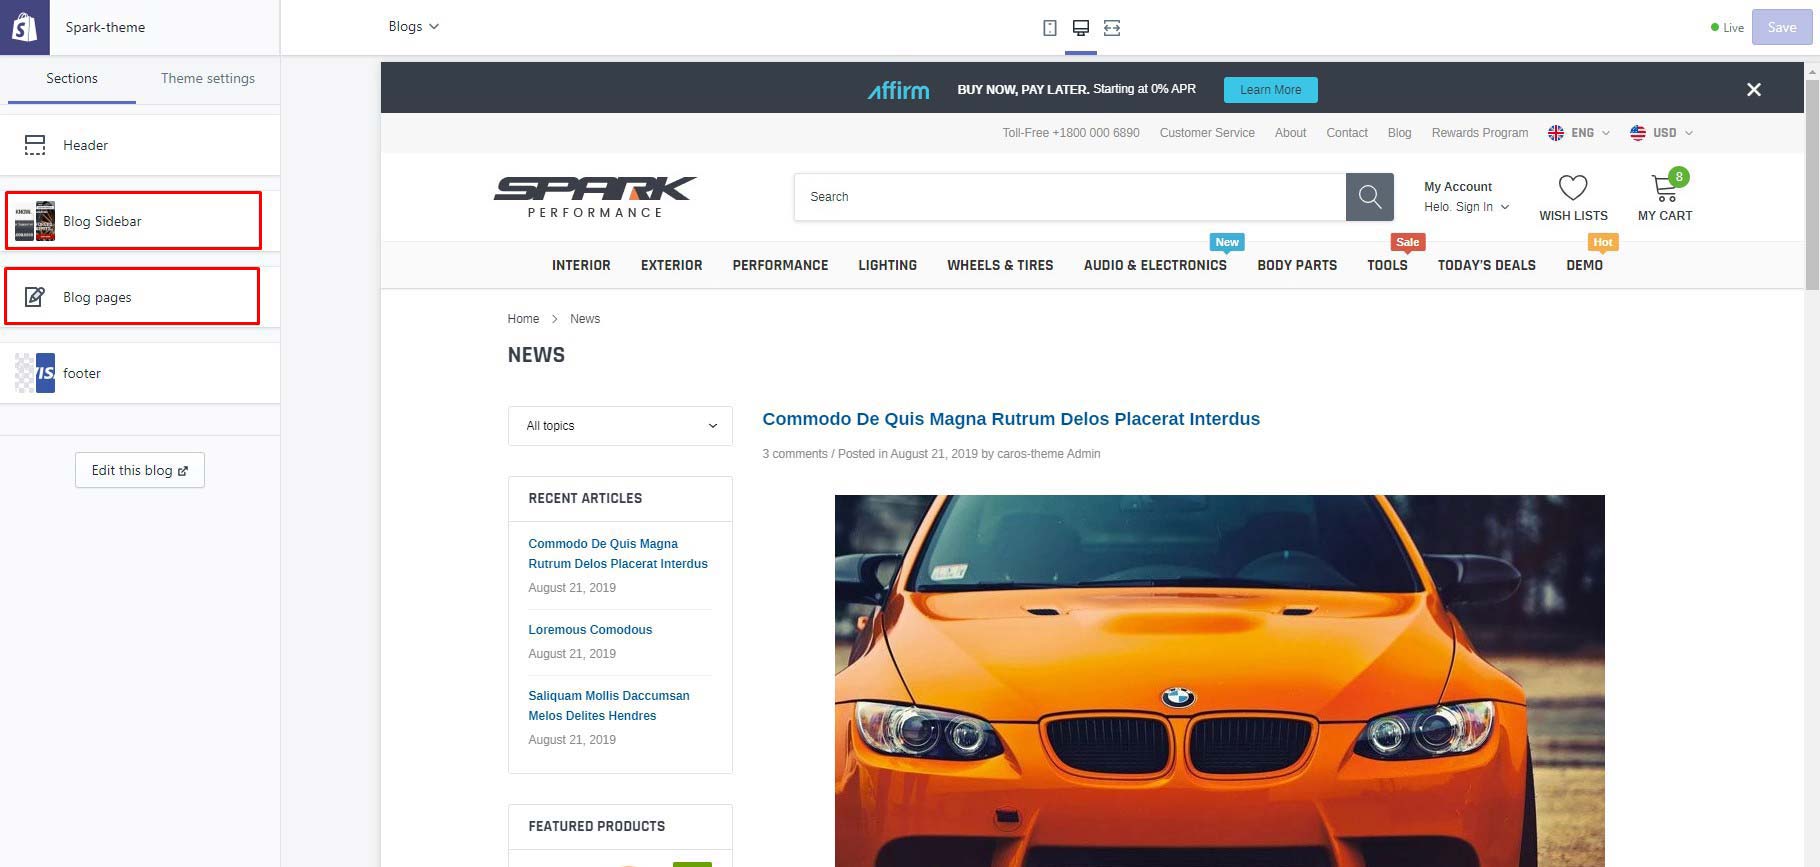 Spark-theme
Blogs
Live
Save
Sections
Theme settings
Header
Blog Sidebar
Blog pages
VISA
footer
Edit this blog
affirm
BUY NOW, PAY LATER. Starting at 0% APR
Learn More
Toll-Free +1800 000 6890
Customer Service
About
Contact
Blog
Rewards Program
ENG
USD
SPARK
PERFORMANCE
Search
My Account
Helo. Sign In
WISH LISTS
8
MY CART
New
Sale
Hot
INTERIOR
EXTERIOR
PERFORMANCE
LIGHTING
WHEELS & TIRES
AUDIO & ELECTRONICS
BODY PARTS
TOOLS
TODAY'S DEALS
DEMO
Home > News
NEWS
All topics
RECENT ARTICLES
Commodo De Quis Magna
Rutrum Delos Placerat Interdus
August 21, 2019
Loremous Comodous
August 21, 2019
Saliquam Mollis Daccumsan
Melos Delites Hendres
August 21, 2019
FEATURED PRODUCTS
Commodo De Quis Magna Rutrum Delos Placerat Interdus
3 comments / Posted in August 21, 2019 by caros-theme Admin